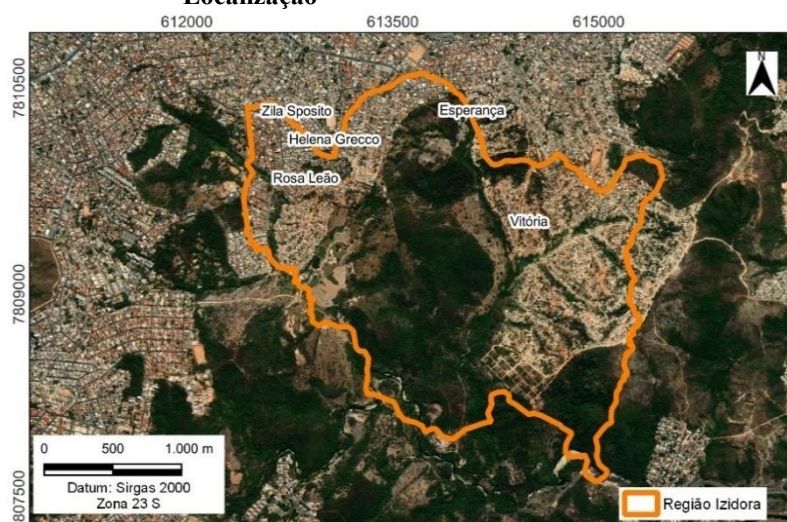 Localização
612000 613500 615000
7810500
7809000
7807500
N
Zila Sposito
Esperança
Helena Grecco
Rosa Leão
Vitória
0 500 1.000 m
Datum: Sirgas 2000
Zona 23 S
Região Izidora